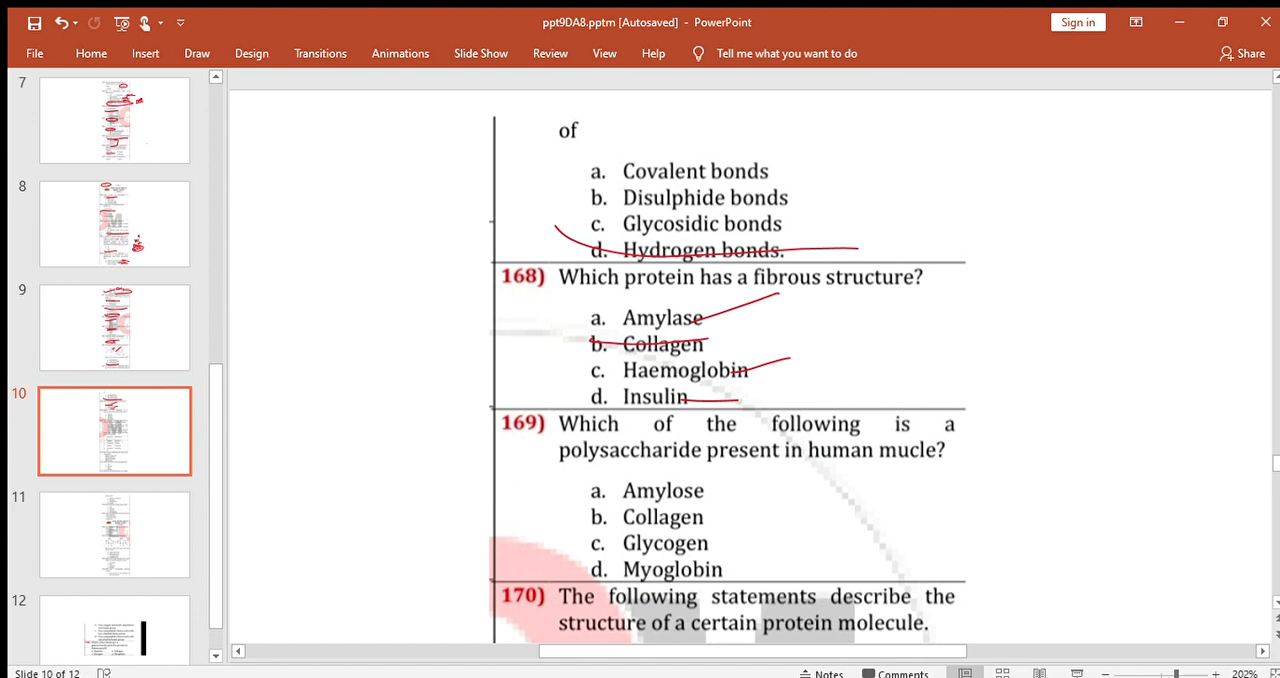 ppt9DA8.pptm [Autosaved] - PowerPoint
Sign in
File Home Insert Draw Design Transitions Animations Slide Show Review View Help Tell me what you want to do Share
7
8
9
10
11
12
of
a. Covalent bonds
b. Disulphide bonds
c. Glycosidic bonds
d. Hydrogen bonds.
168) Which protein has a fibrous structure?
a. Amylase
b. Collagen
c. Haemoglobin
d. Insulin
169) Which of the following is a
polysaccharide present in human mucle?
a. Amylose
b. Collagen
c. Glycogen
d. Myoglobin
170) The following statements describe the
structure of a certain protein molecule.
Slide 10 of 12 Notes Comments 202%